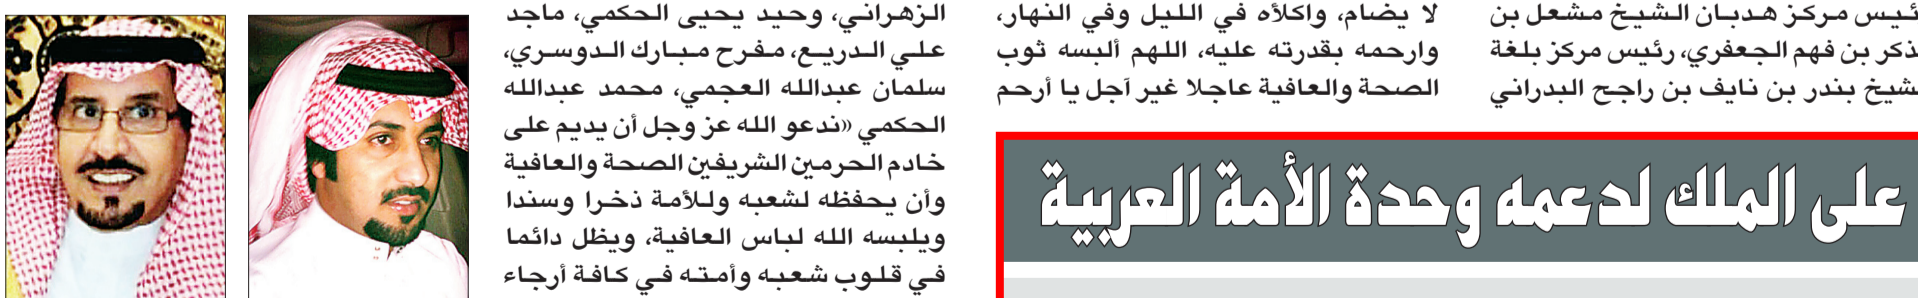 ئيس مركز هدبان الشيخ مشعل بن
ذكر بن فهم الجعفري، رئيس مركز بلغة
شيخ بندر بن نايف بن راجح البدراني
لا يضام، واكلأه في الليل وفي النهار،
وارحمه بقدرته عليه، اللهم ألبسه ثوب
الصحة والعافية عاجلا غير آجل يا أرحم
على الملك لدعمه وحدة الأمة العربية
الزهراني، وحيد يحيى الحكمي، ماجد
علي الدريع، مفرح مبارك الدوسري،
سلمان عبدالله العجمي، محمد عبدالله
الحكمي «ندعو الله عز وجل أن يديم على
خادم الحرمين الشريفين الصحة والعافية
وأن يحفظه لشعبه وللأمة ذخرا وسندا
ويلبسه الله لباس العافية، ويظل دائما
في قلوب شعبه وأمته في كافة أرجاء